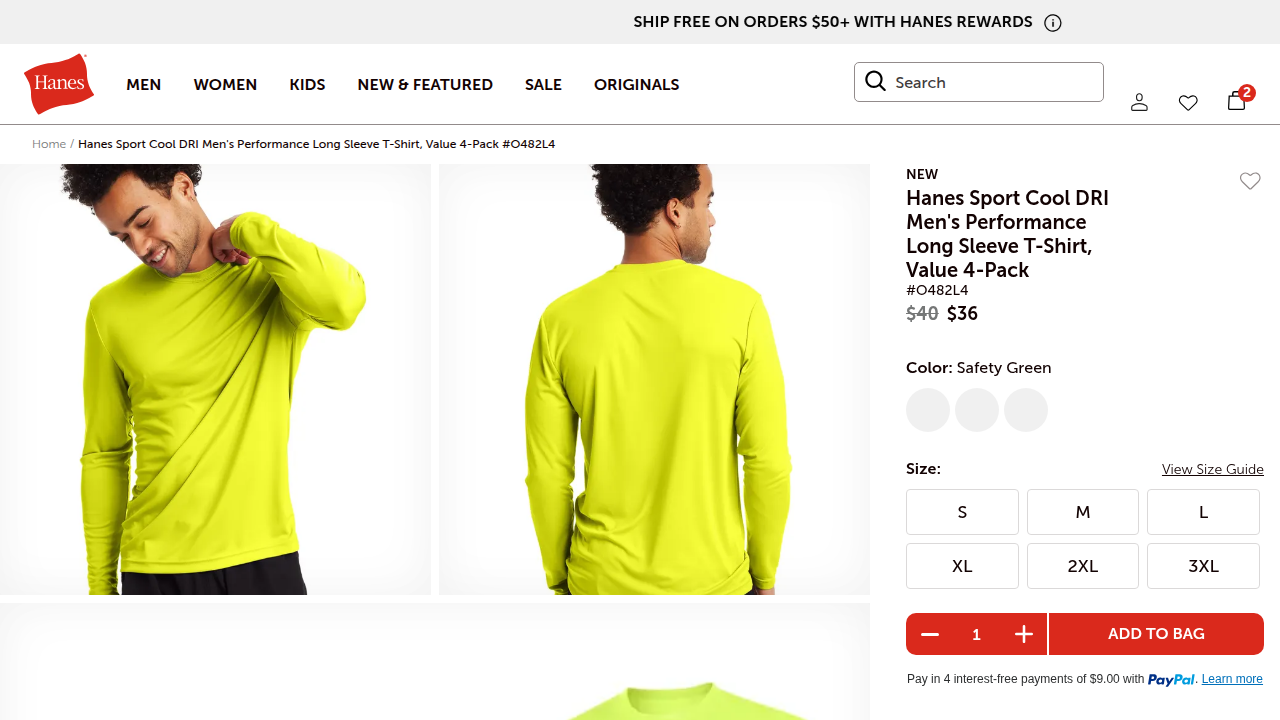 SHIP FREE ON ORDERS $50+ WITH HANES REWARDS
Hanes
MEN WOMEN KIDS NEW & FEATURED SALE ORIGINALS
Search
2
Home / Hanes Sport Cool DRI Men's Performance Long Sleeve T-Shirt, Value 4-Pack #O482L4
NEW
Hanes Sport Cool DRI
Men's Performance
Long Sleeve T-Shirt,
Value 4-Pack
#O482L4
$40 $36
Color: Safety Green
Size: View Size Guide
S M L
XL 2XL 3XL
1 ADD TO BAG
Pay in 4 interest-free payments of $9.00 with PayPal. Learn more